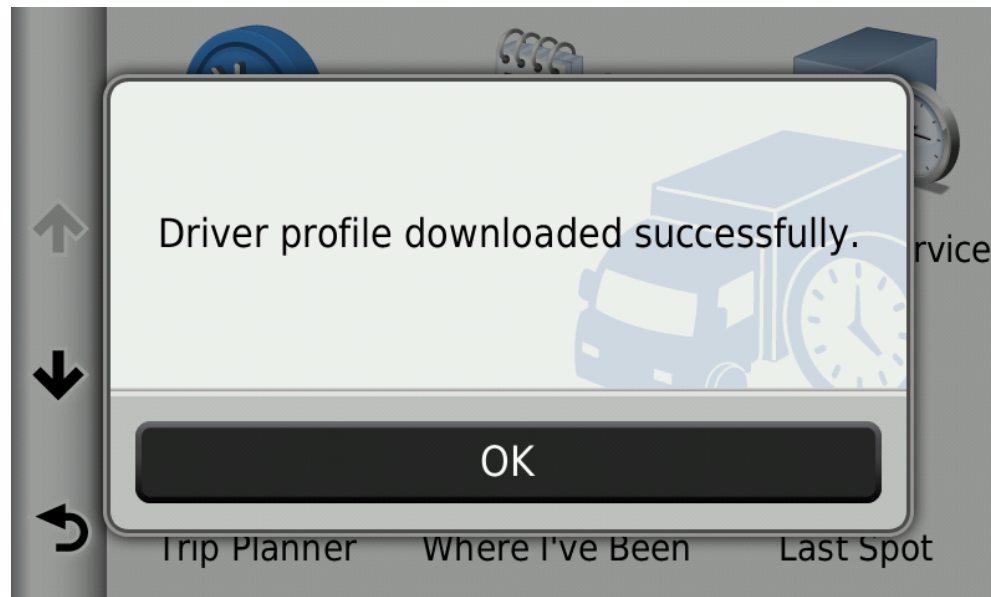 Driver profile downloaded successfully.
rvice
OK
Trip Planner
Where I've Been
Last Spot